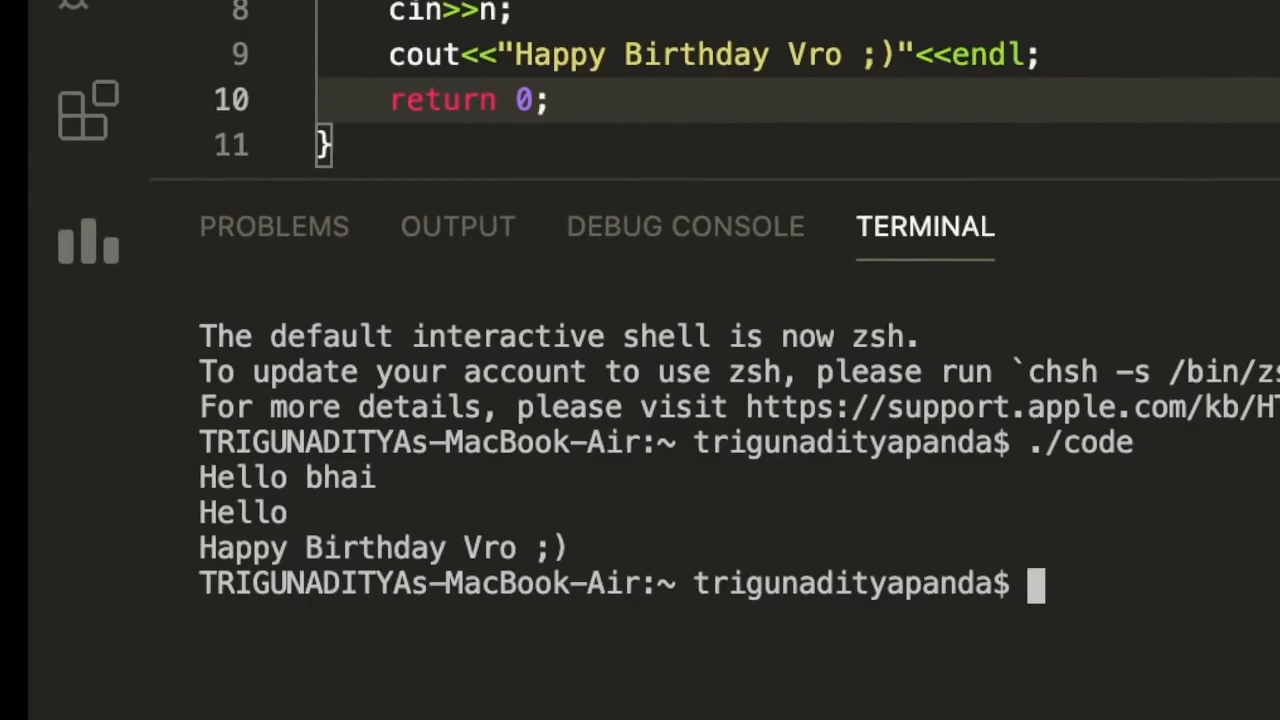 8 cin>>n;
9 cout<<"Happy Birthday Vro ;)"<<endl;
10 return 0;
11 }
PROBLEMS OUTPUT DEBUG CONSOLE TERMINAL
The default interactive shell is now zsh.
To update your account to use zsh, please run `chsh -s /bin/zs
For more details, please visit https://support.apple.com/kb/HT
TRIGUNADITYAs-MacBook-Air:~ trigunadityapanda$ ./code
Hello bhai
Hello
Happy Birthday Vro ;)
TRIGUNADITYAs-MacBook-Air:~ trigunadityapanda$